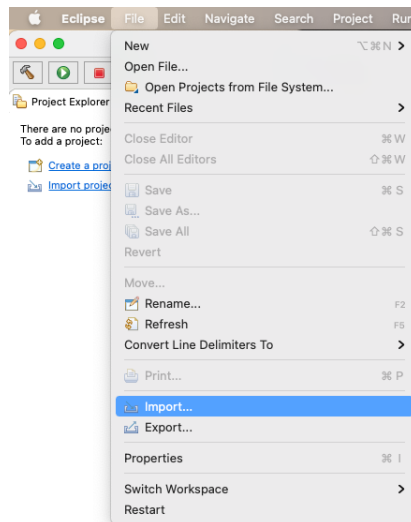 Eclipse File Edit Navigate Search Project Run
Project Explorer
There are no proje
To add a project:
Create a proj
Import projec
New ⌥⌘N >
Open File...
Open Projects from File System...
Recent Files >
Close Editor ⌘W
Close All Editors ⇧⌘W
Save ⌘S
Save As...
Save All ⇧⌘S
Revert
Move...
Rename... F2
Refresh F5
Convert Line Delimiters To >
Print... ⌘P
Import...
Export...
Properties ⌘I
Switch Workspace >
Restart